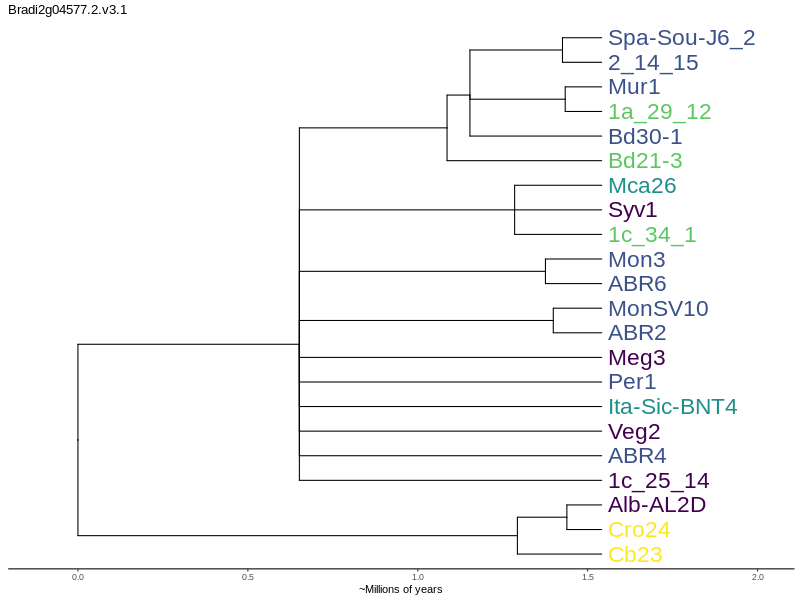 Bradi2g04577.2.v3.1
Spa-Sou-J6_2
2_14_15
Mur1
1a_29_12
Bd30-1
Bd21-3
Mca26
Syv1
1c_34_1
Mon3
ABR6
MonSV10
ABR2
Meg3
Per1
Ita-Sic-BNT4
Veg2
ABR4
1c_25_14
Alb-AL2D
Cro24
Cb23
0.0 0.5 1.0 1.5 2.0
~Millions of years